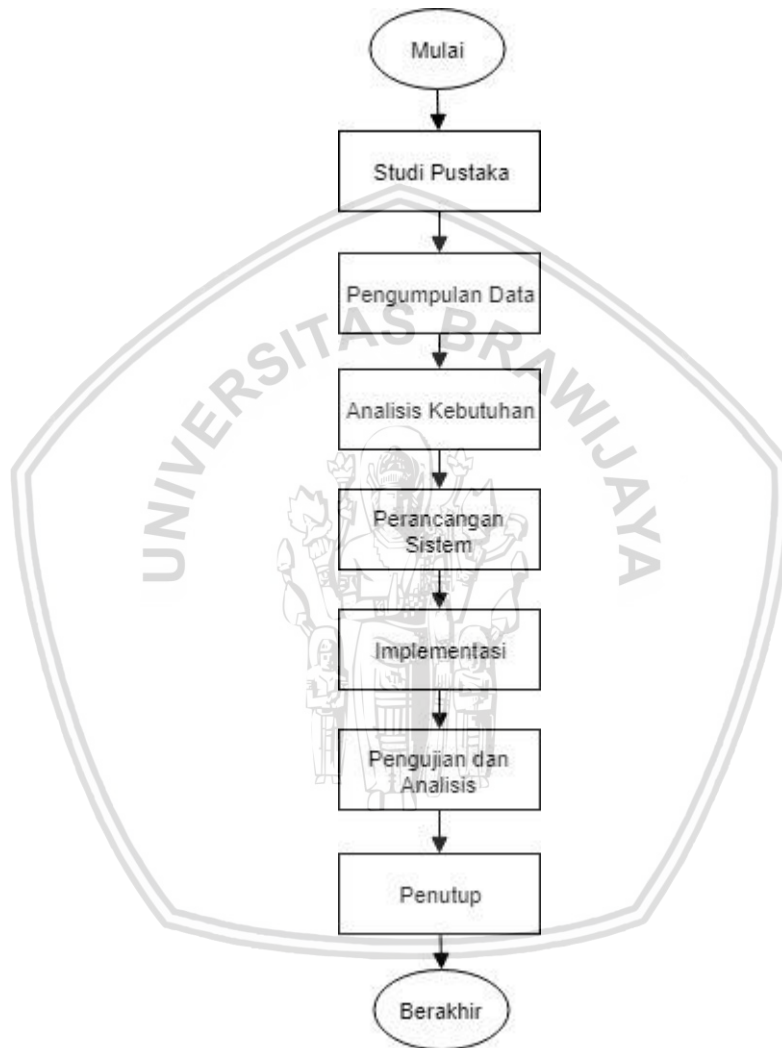 Mulai
Studi Pustaka
Pengumpulan Data
UNIVERSITAS BRAWIJAYA
Analisis Kebutuhan
Perancangan
Sistem
Implementasi
Pengujian dan
Analisis
Penutup
Berakhir